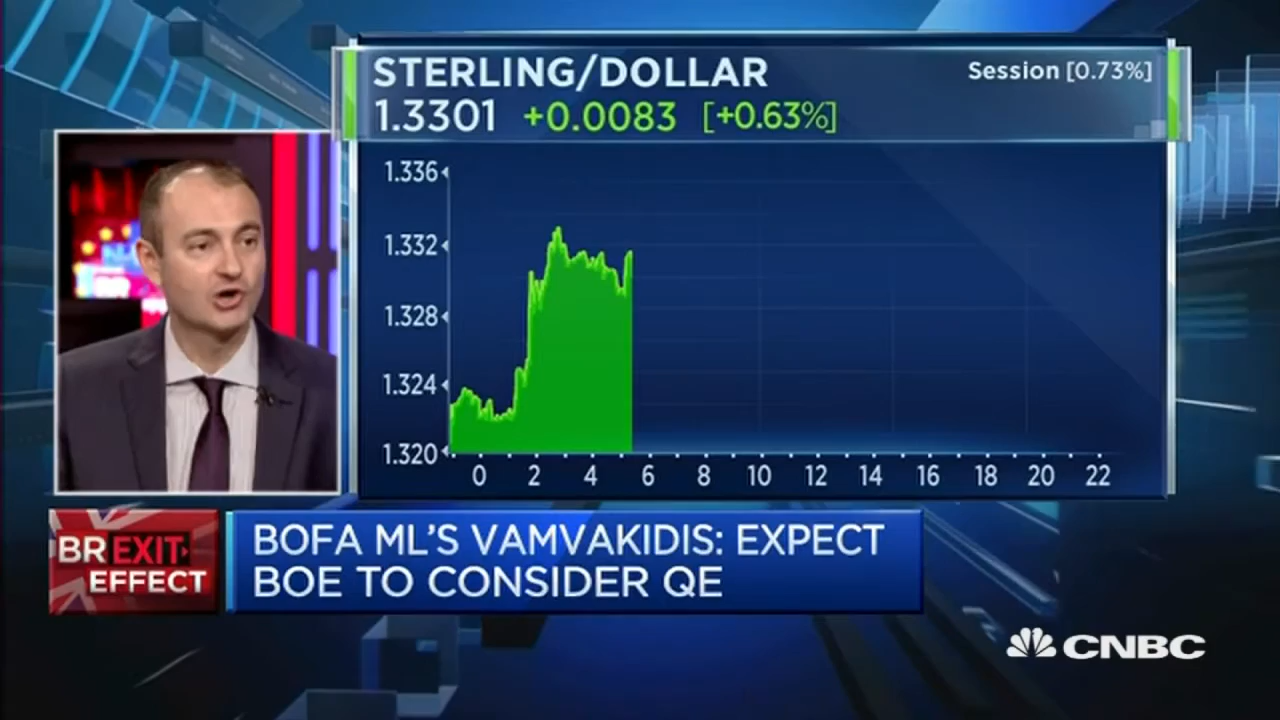 STERLING/DOLLAR
Session [0.73%]
1.3301 +0.0083 [+0.63%]
1.336
1.332
1.328
1.324
1.320
0 2 4 6 8 10 12 14 16 18 20 22
BREXIT
EFFECT
BOFA ML'S VAMVAKIDIS: EXPECT
BOE TO CONSIDER QE
CNBC